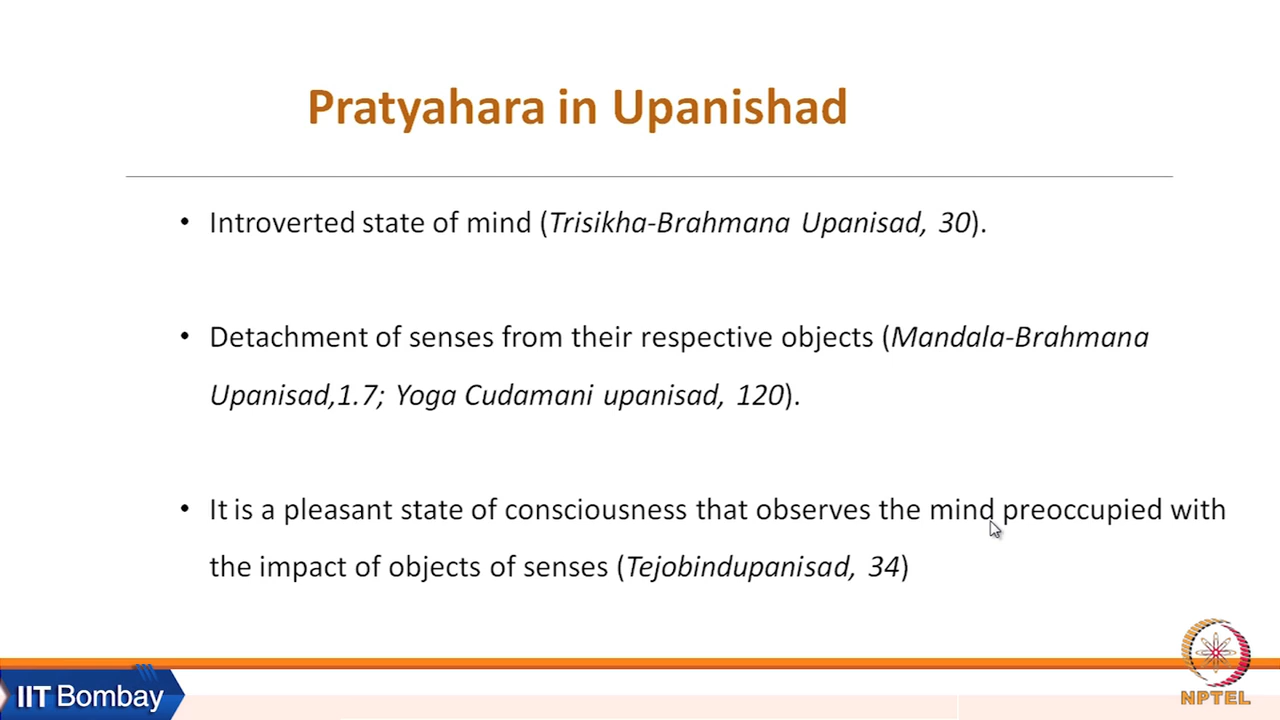 Pratyahara in Upanishad
• Introverted state of mind (Trisikha-Brahmana Upanisad, 30).
• Detachment of senses from their respective objects (Mandala-Brahmana
Upanisad,1.7; Yoga Cudamani upanisad, 120).
• It is a pleasant state of consciousness that observes the mind preoccupied with
the impact of objects of senses (Tejobindupanisad, 34)
IIT Bombay
NPTEL